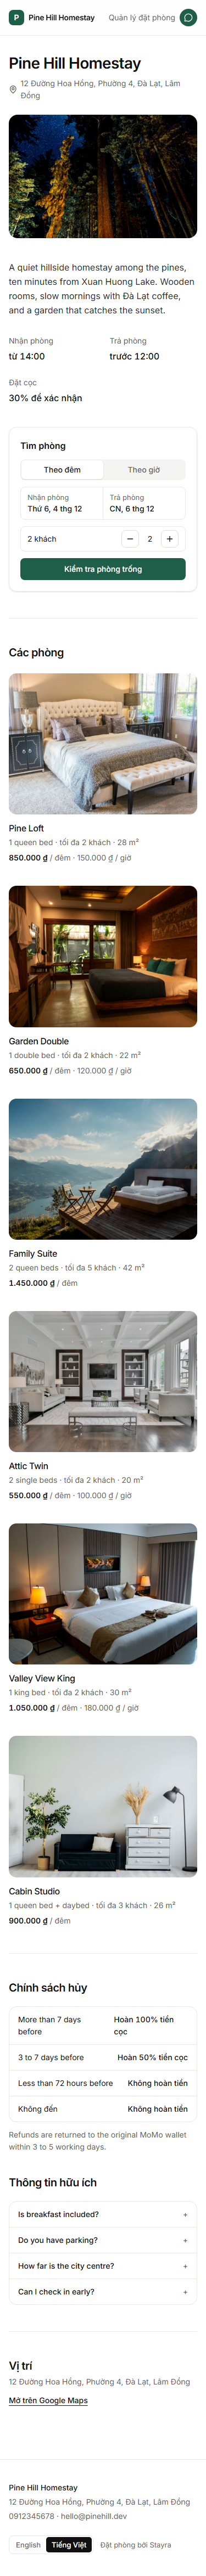 P Pine Hill Homestay Quản lý đặt phòng
Pine Hill Homestay
12 Đường Hoa Hồng, Phường 4, Đà Lạt, Lâm
Đồng
A quiet hillside homestay among the pines,
ten minutes from Xuan Huong Lake. Wooden
rooms, slow mornings with Đà Lạt coffee,
and a garden that catches the sunset.
Nhận phòng Trả phòng
từ 14:00 trước 12:00
Đặt cọc
30% để xác nhận
Tìm phòng
Theo đêm Theo giờ
Nhận phòng Trả phòng
Thứ 6, 4 thg 12 CN, 6 thg 12
2 khách − 2 +
Kiểm tra phòng trống
Các phòng
Pine Loft
1 queen bed · tối đa 2 khách · 28 m²
850.000 ₫ / đêm · 150.000 ₫ / giờ
Garden Double
1 double bed · tối đa 2 khách · 22 m²
650.000 ₫ / đêm · 120.000 ₫ / giờ
Family Suite
2 queen beds · tối đa 5 khách · 42 m²
1.450.000 ₫ / đêm
Attic Twin
2 single beds · tối đa 2 khách · 20 m²
550.000 ₫ / đêm · 100.000 ₫ / giờ
Valley View King
1 king bed · tối đa 2 khách · 30 m²
1.050.000 ₫ / đêm · 180.000 ₫ / giờ
Cabin Studio
1 queen bed + daybed · tối đa 3 khách · 26 m²
900.000 ₫ / đêm
Chính sách hủy
More than 7 days Hoàn 100% tiền
before cọc
3 to 7 days before Hoàn 50% tiền cọc
Less than 72 hours before Không hoàn tiền
Không đến Không hoàn tiền
Refunds are returned to the original MoMo wallet
within 3 to 5 working days.
Thông tin hữu ích
Is breakfast included? +
Do you have parking? +
How far is the city centre? +
Can I check in early? +
Vị trí
12 Đường Hoa Hồng, Phường 4, Đà Lạt, Lâm Đồng
Mở trên Google Maps
Pine Hill Homestay
12 Đường Hoa Hồng, Phường 4, Đà Lạt, Lâm Đồng
0912345678 · hello@pinehill.dev
English Tiếng Việt Đặt phòng bởi Stayra